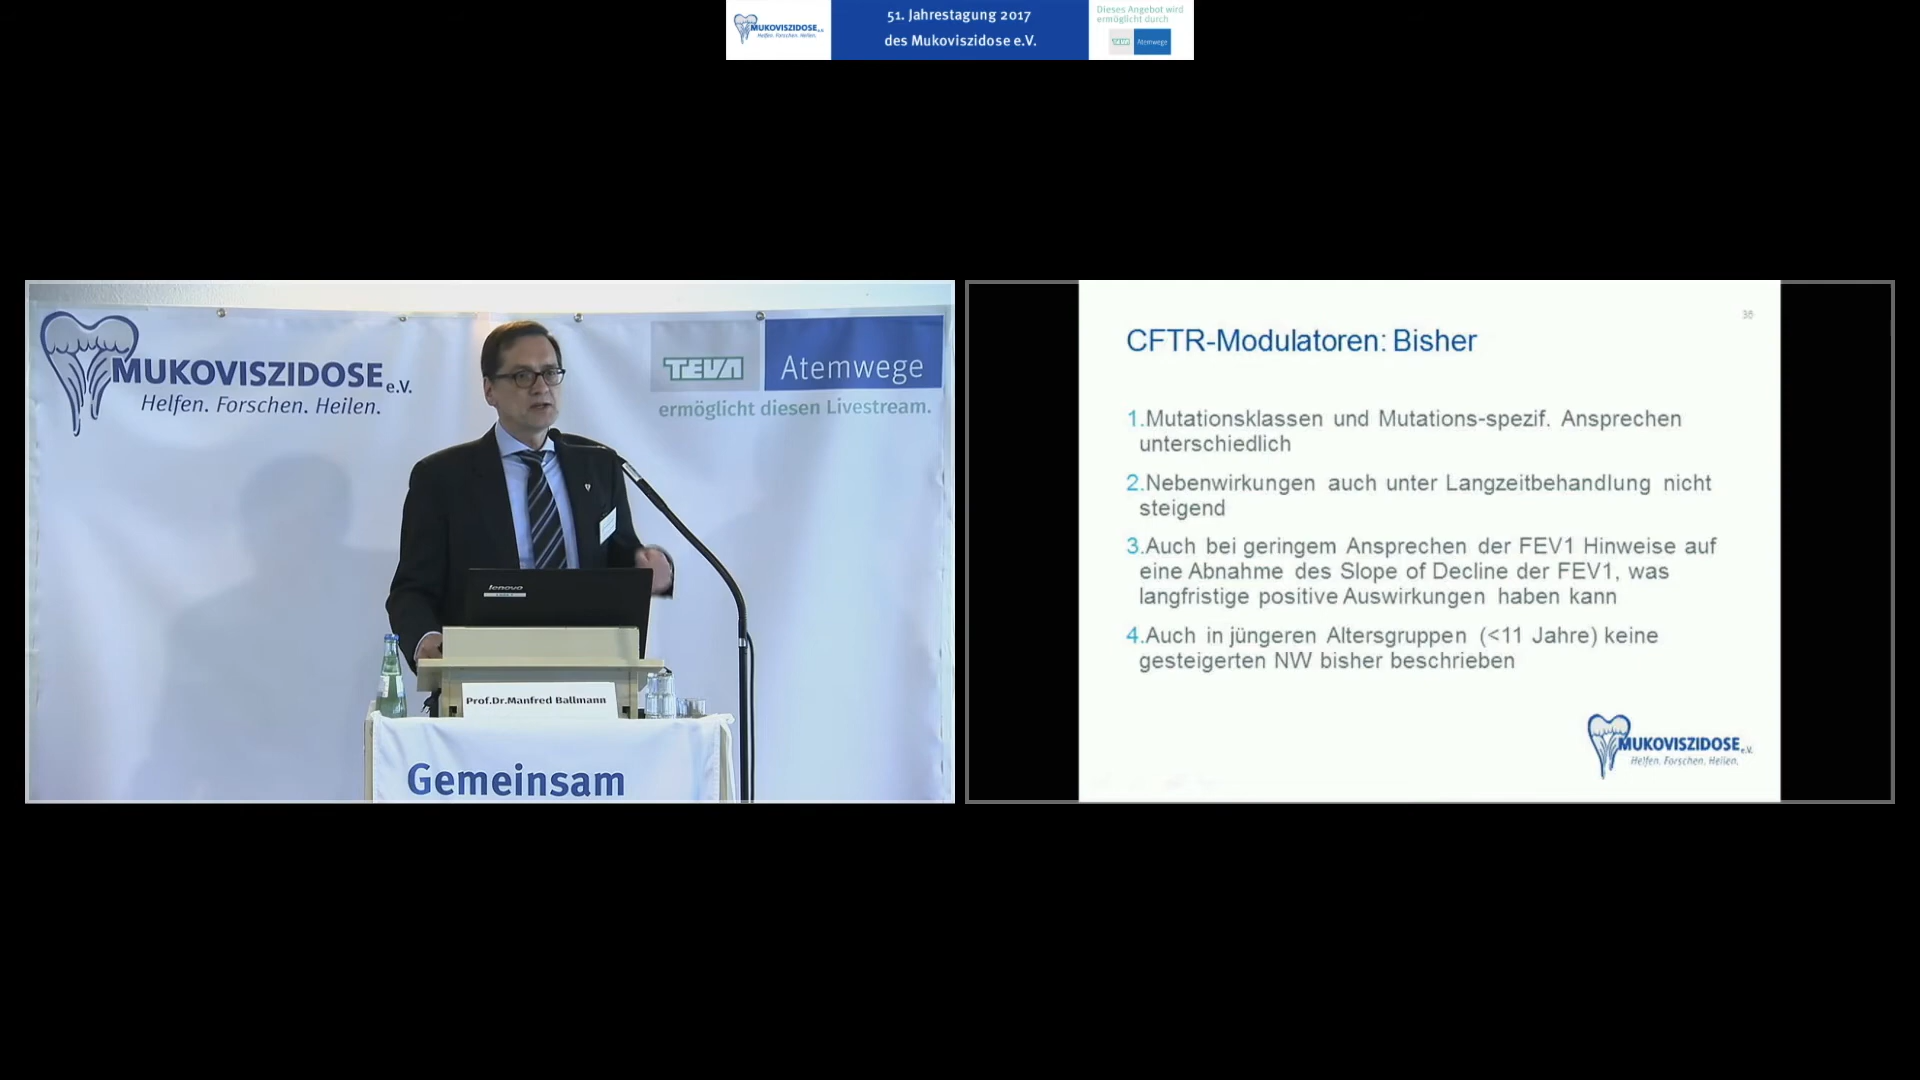 MUKOVISZIDOSE e.V.
Helfen. Forschen. Heilen.
51. Jahrestagung 2017
des Mukoviszidose e.V.
Dieses Angebot wird
ermöglicht durch
TEVA Atemwege
MUKOVISZIDOSE e.V.
Helfen. Forschen. Heilen.
TEVA Atemwege
ermöglicht diesen Livestream.
lenovo
Prof.Dr.Manfred Ballmann
Gemeinsam
36
CFTR-Modulatoren: Bisher
1.Mutationsklassen und Mutations-spezif. Ansprechen
unterschiedlich
2.Nebenwirkungen auch unter Langzeitbehandlung nicht
steigend
3.Auch bei geringem Ansprechen der FEV1 Hinweise auf
eine Abnahme des Slope of Decline der FEV1, was
langfristige positive Auswirkungen haben kann
4.Auch in jüngeren Altersgruppen (<11 Jahre) keine
gesteigerten NW bisher beschrieben
MUKOVISZIDOSE e.V.
Helfen. Forschen. Heilen.